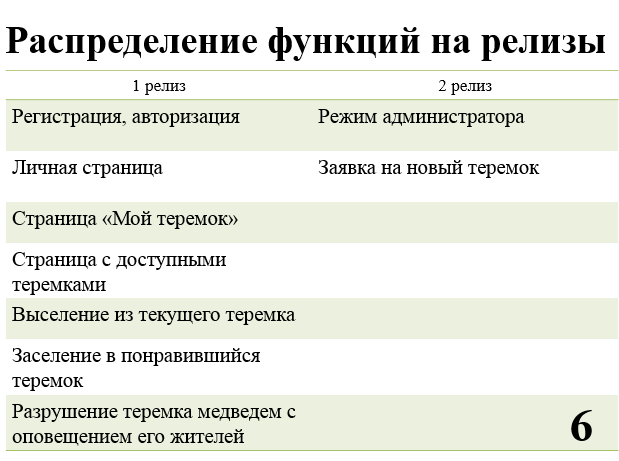 Распределение функций на релизы
1 релиз 2 релиз
Регистрация, авторизация Режим администратора
Личная страница Заявка на новый теремок
Страница «Мой теремок»
Страница с доступными
теремками
Выселение из текущего теремка
Заселение в понравившийся
теремок
Разрушение теремка медведем с
оповещением его жителей
6